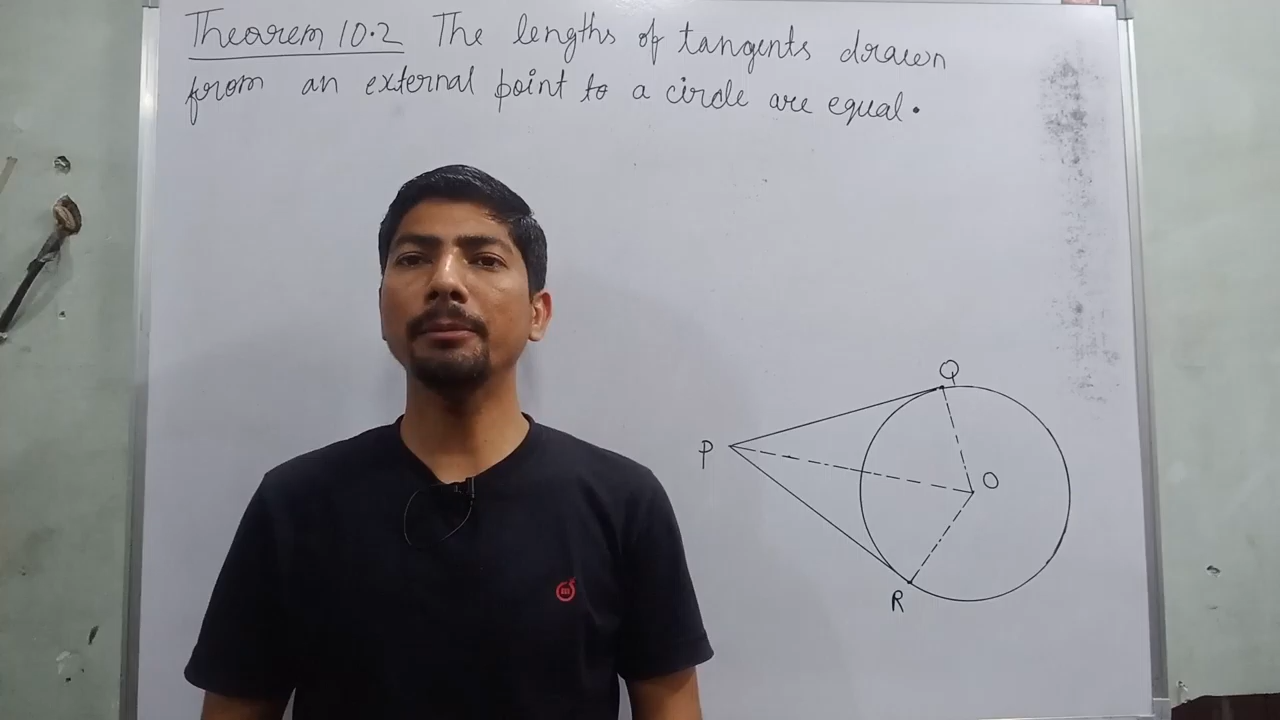 Theorem 10.2 The lengths of tangents drawn
from an external point to a circle are equal.
Q
P
O
R